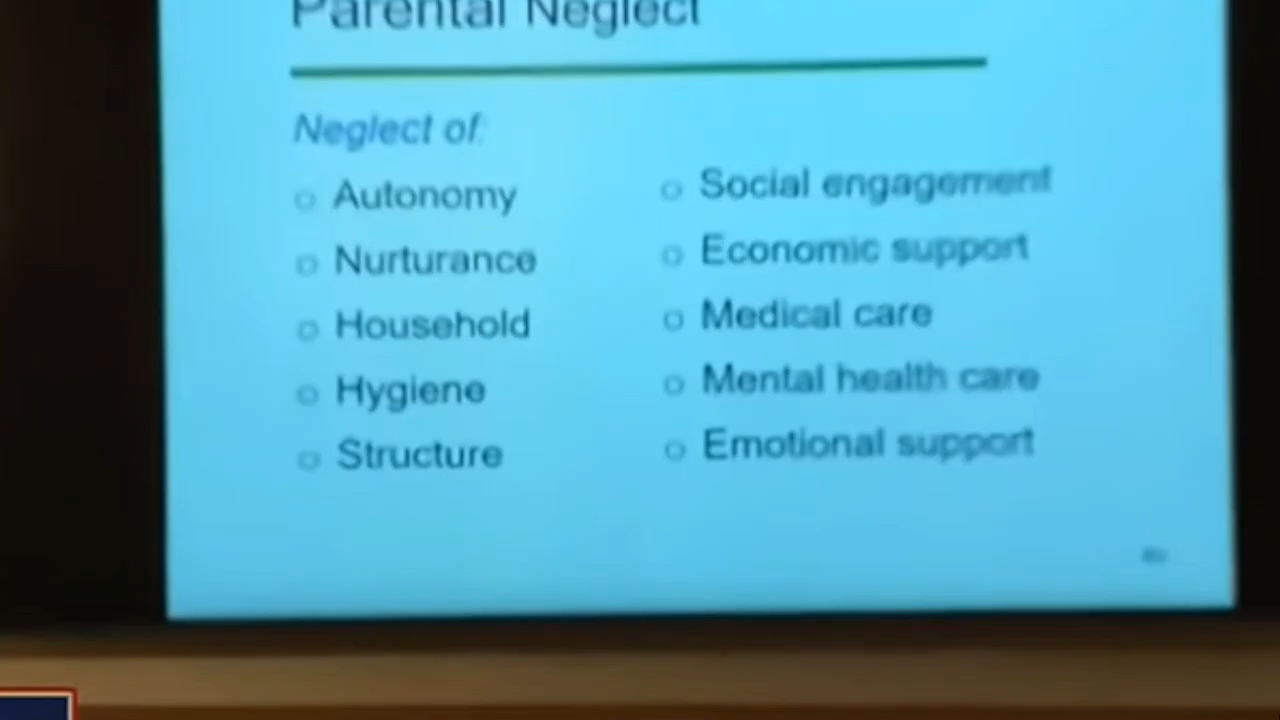 Parental Neglect
Neglect of:
Autonomy
Nurturance
Household
Hygiene
Structure
Social engagement
Economic support
Medical care
Mental health care
Emotional support